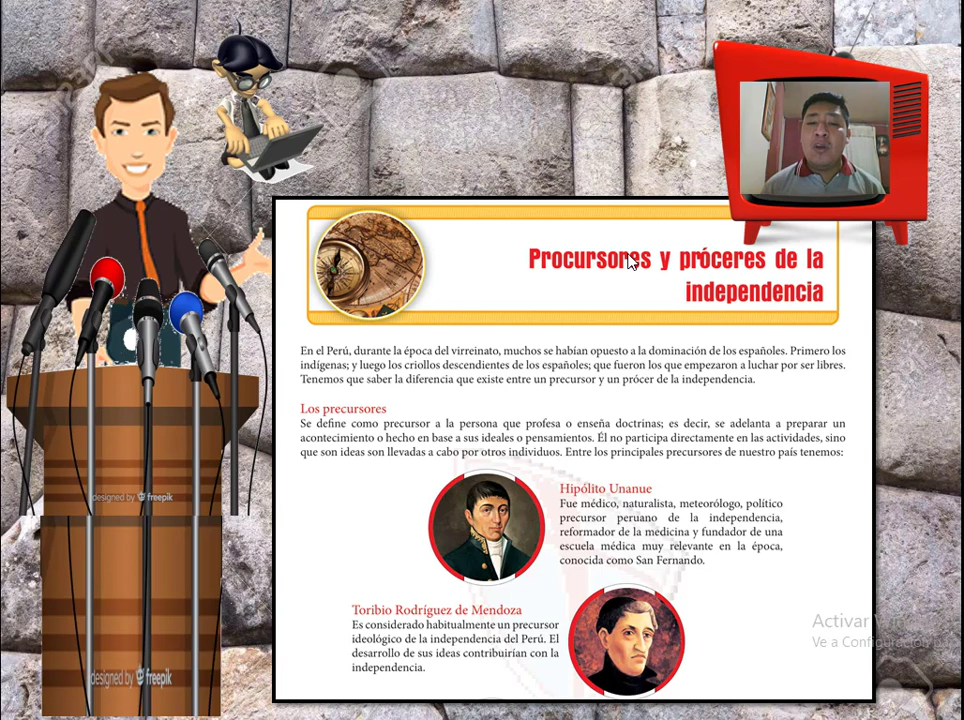 Procursores y próceres de la
independencia
En el Perú, durante la época del virreinato, muchos se habían opuesto a la dominación de los españoles. Primero los
indígenas; y luego los criollos descendientes de los españoles; que fueron los que empezaron a luchar por ser libres.
Tenemos que saber la diferencia que existe entre un precursor y un prócer de la independencia.
Los precursores
Se define como precursor a la persona que profesa o enseña doctrinas; es decir, se adelanta a preparar un
acontecimiento o hecho en base a sus ideales o pensamientos. Él no participa directamente en las actividades, sino
que son ideas son llevadas a cabo por otros individuos. Entre los principales precursores de nuestro país tenemos:
Hipólito Unanue
Fue médico, naturalista, meteorólogo, político
precursor peruano de la independencia,
reformador de la medicina y fundador de una
escuela médica muy relevante en la época,
conocida como San Fernando.
Toribio Rodríguez de Mendoza
Es considerado habitualmente un precursor
ideológico de la independencia del Perú. El
desarrollo de sus ideas contribuirían con la
independencia.
designed by freepik
designed by freepik
Activar
Ve a Configuración